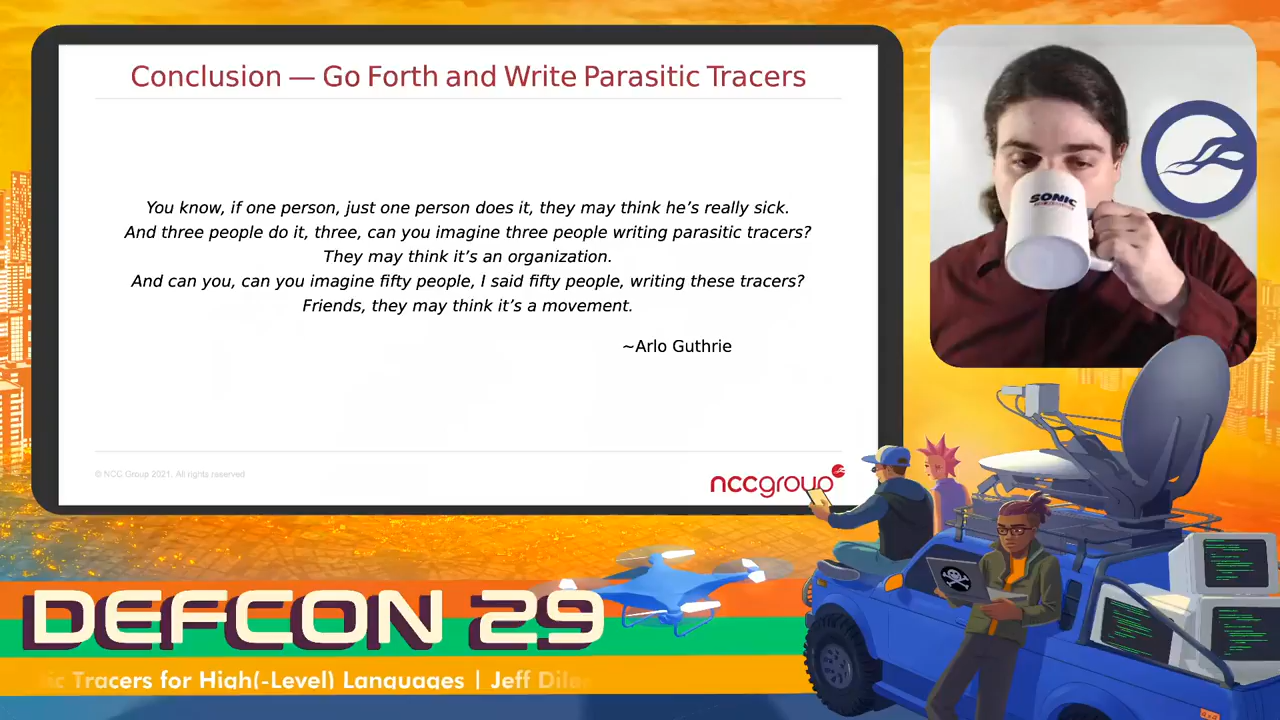 Conclusion — Go Forth and Write Parasitic Tracers
You know, if one person, just one person does it, they may think he’s really sick.
And three people do it, three, can you imagine three people writing parasitic tracers?
They may think it’s an organization.
And can you, can you imagine fifty people, I said fifty people, writing these tracers?
Friends, they may think it’s a movement.
~Arlo Guthrie
© NCC Group 2021. All rights reserved
nccgroup
SONIC
DEFCON 29
Tracers for High(-Level) Languages | Jeff